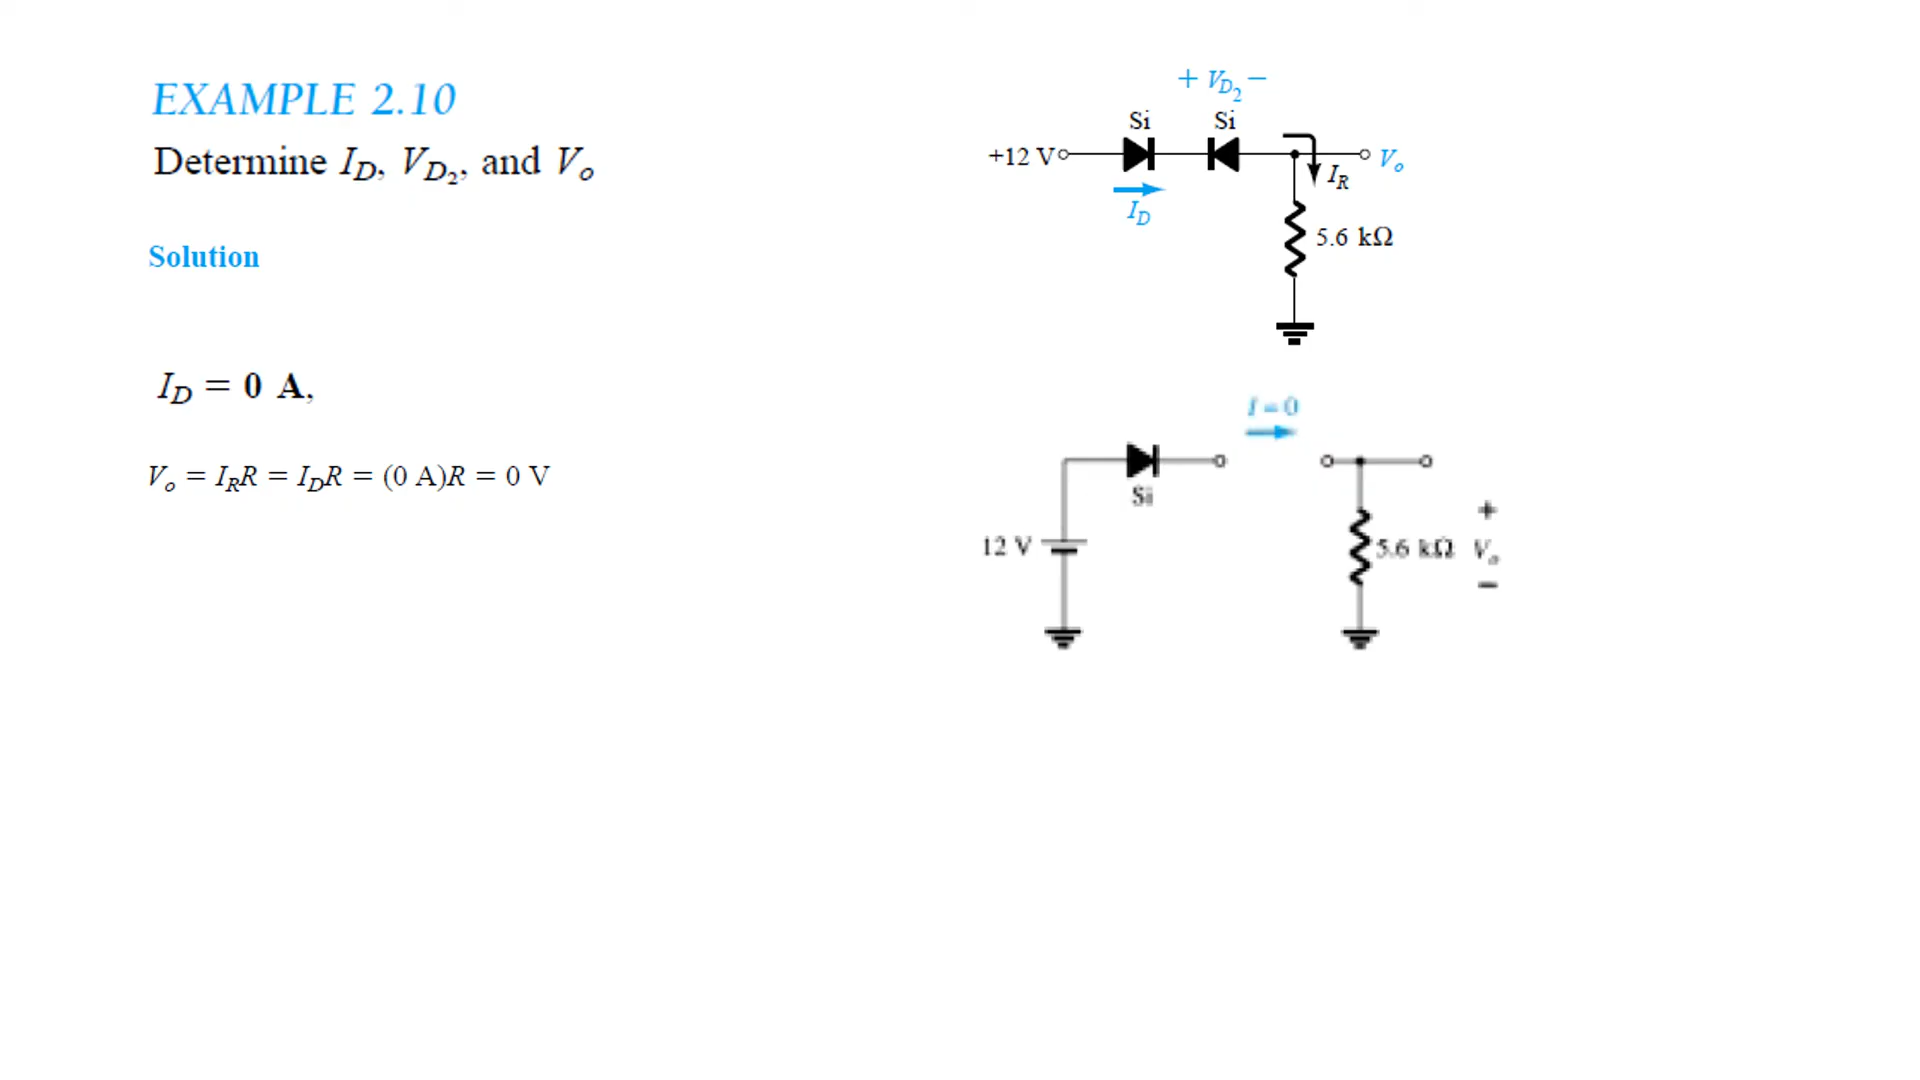 EXAMPLE 2.10
Determine I_D, V_D₂, and V_o
Solution
I_D = 0 A,
V_o = I_R R = I_D R = (0 A)R = 0 V
+ V_D₂ −
Si Si
+12 V
V_o
I_R
I_D
5.6 kΩ
I = 0
Si
12 V
5.6 kΩ
+
V_o
−